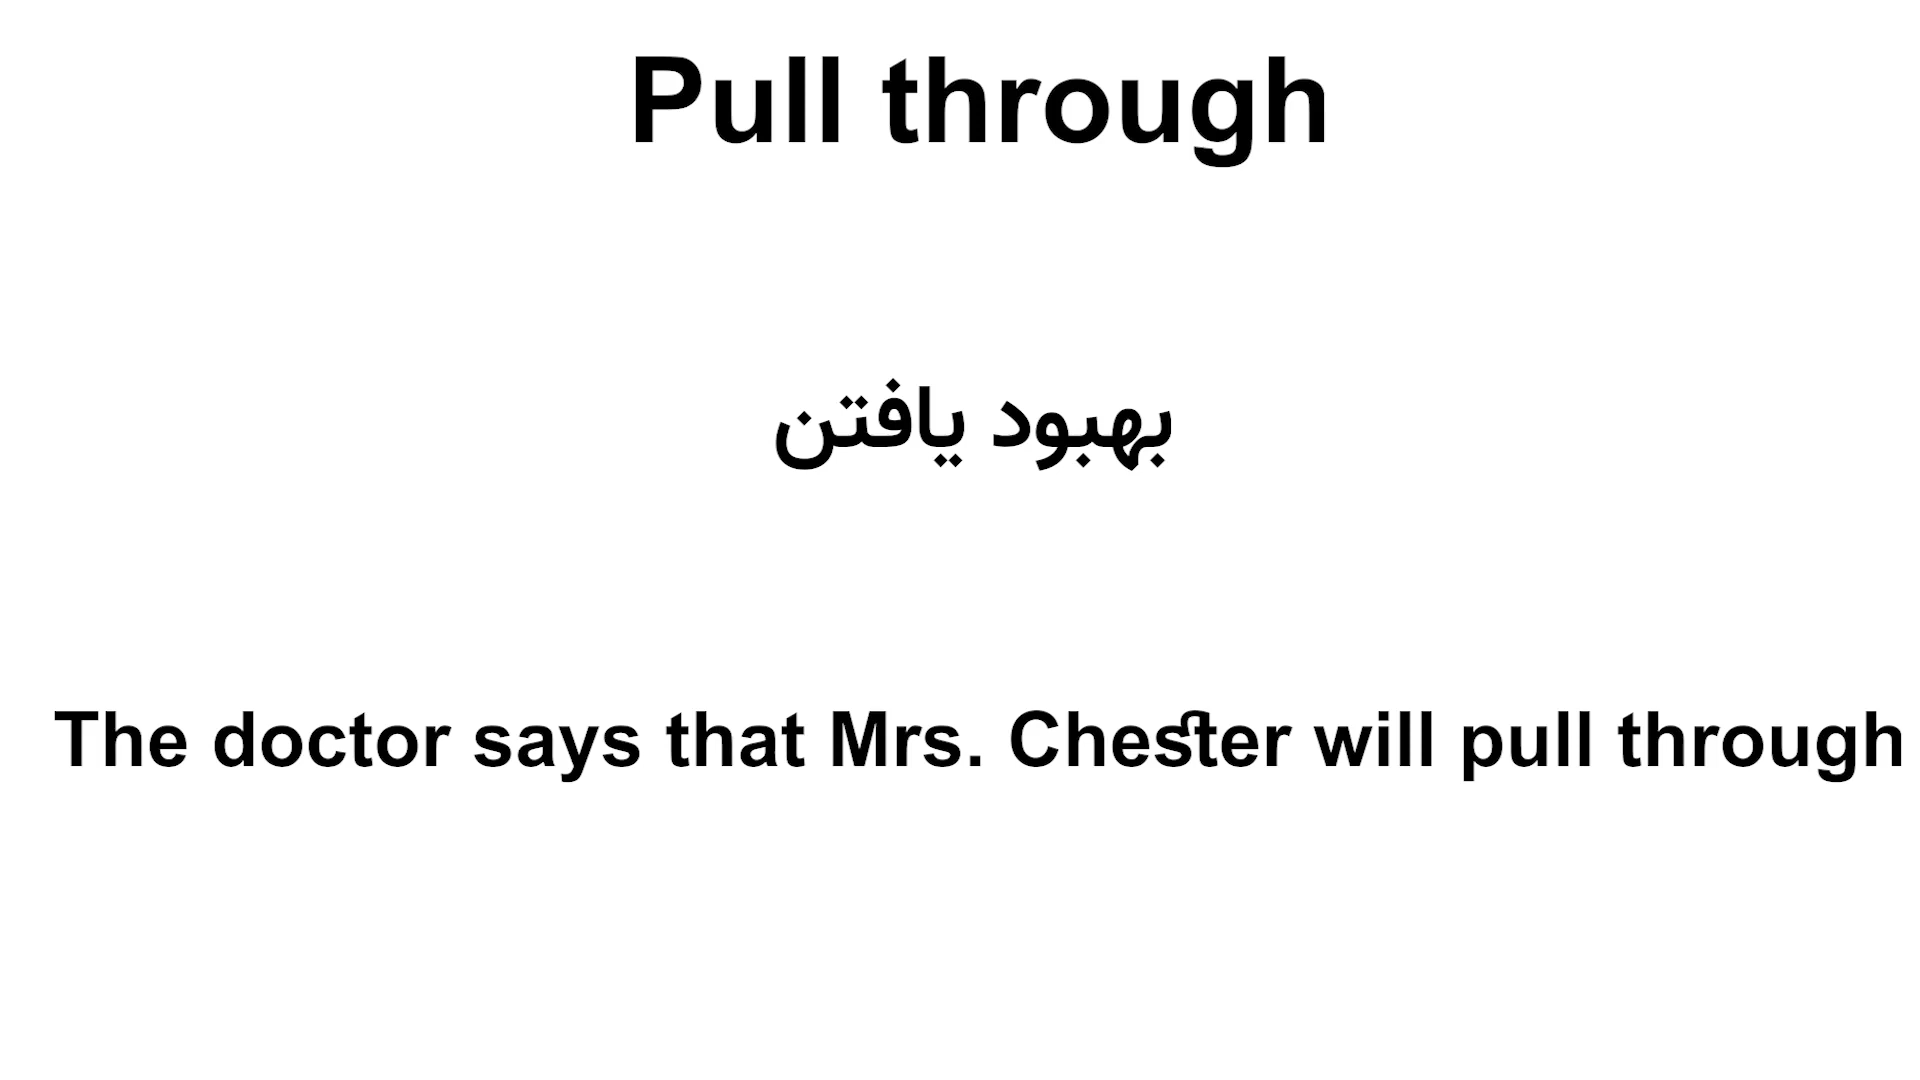 Pull through
بهبود یافتن
The doctor says that Mrs. Chester will pull through